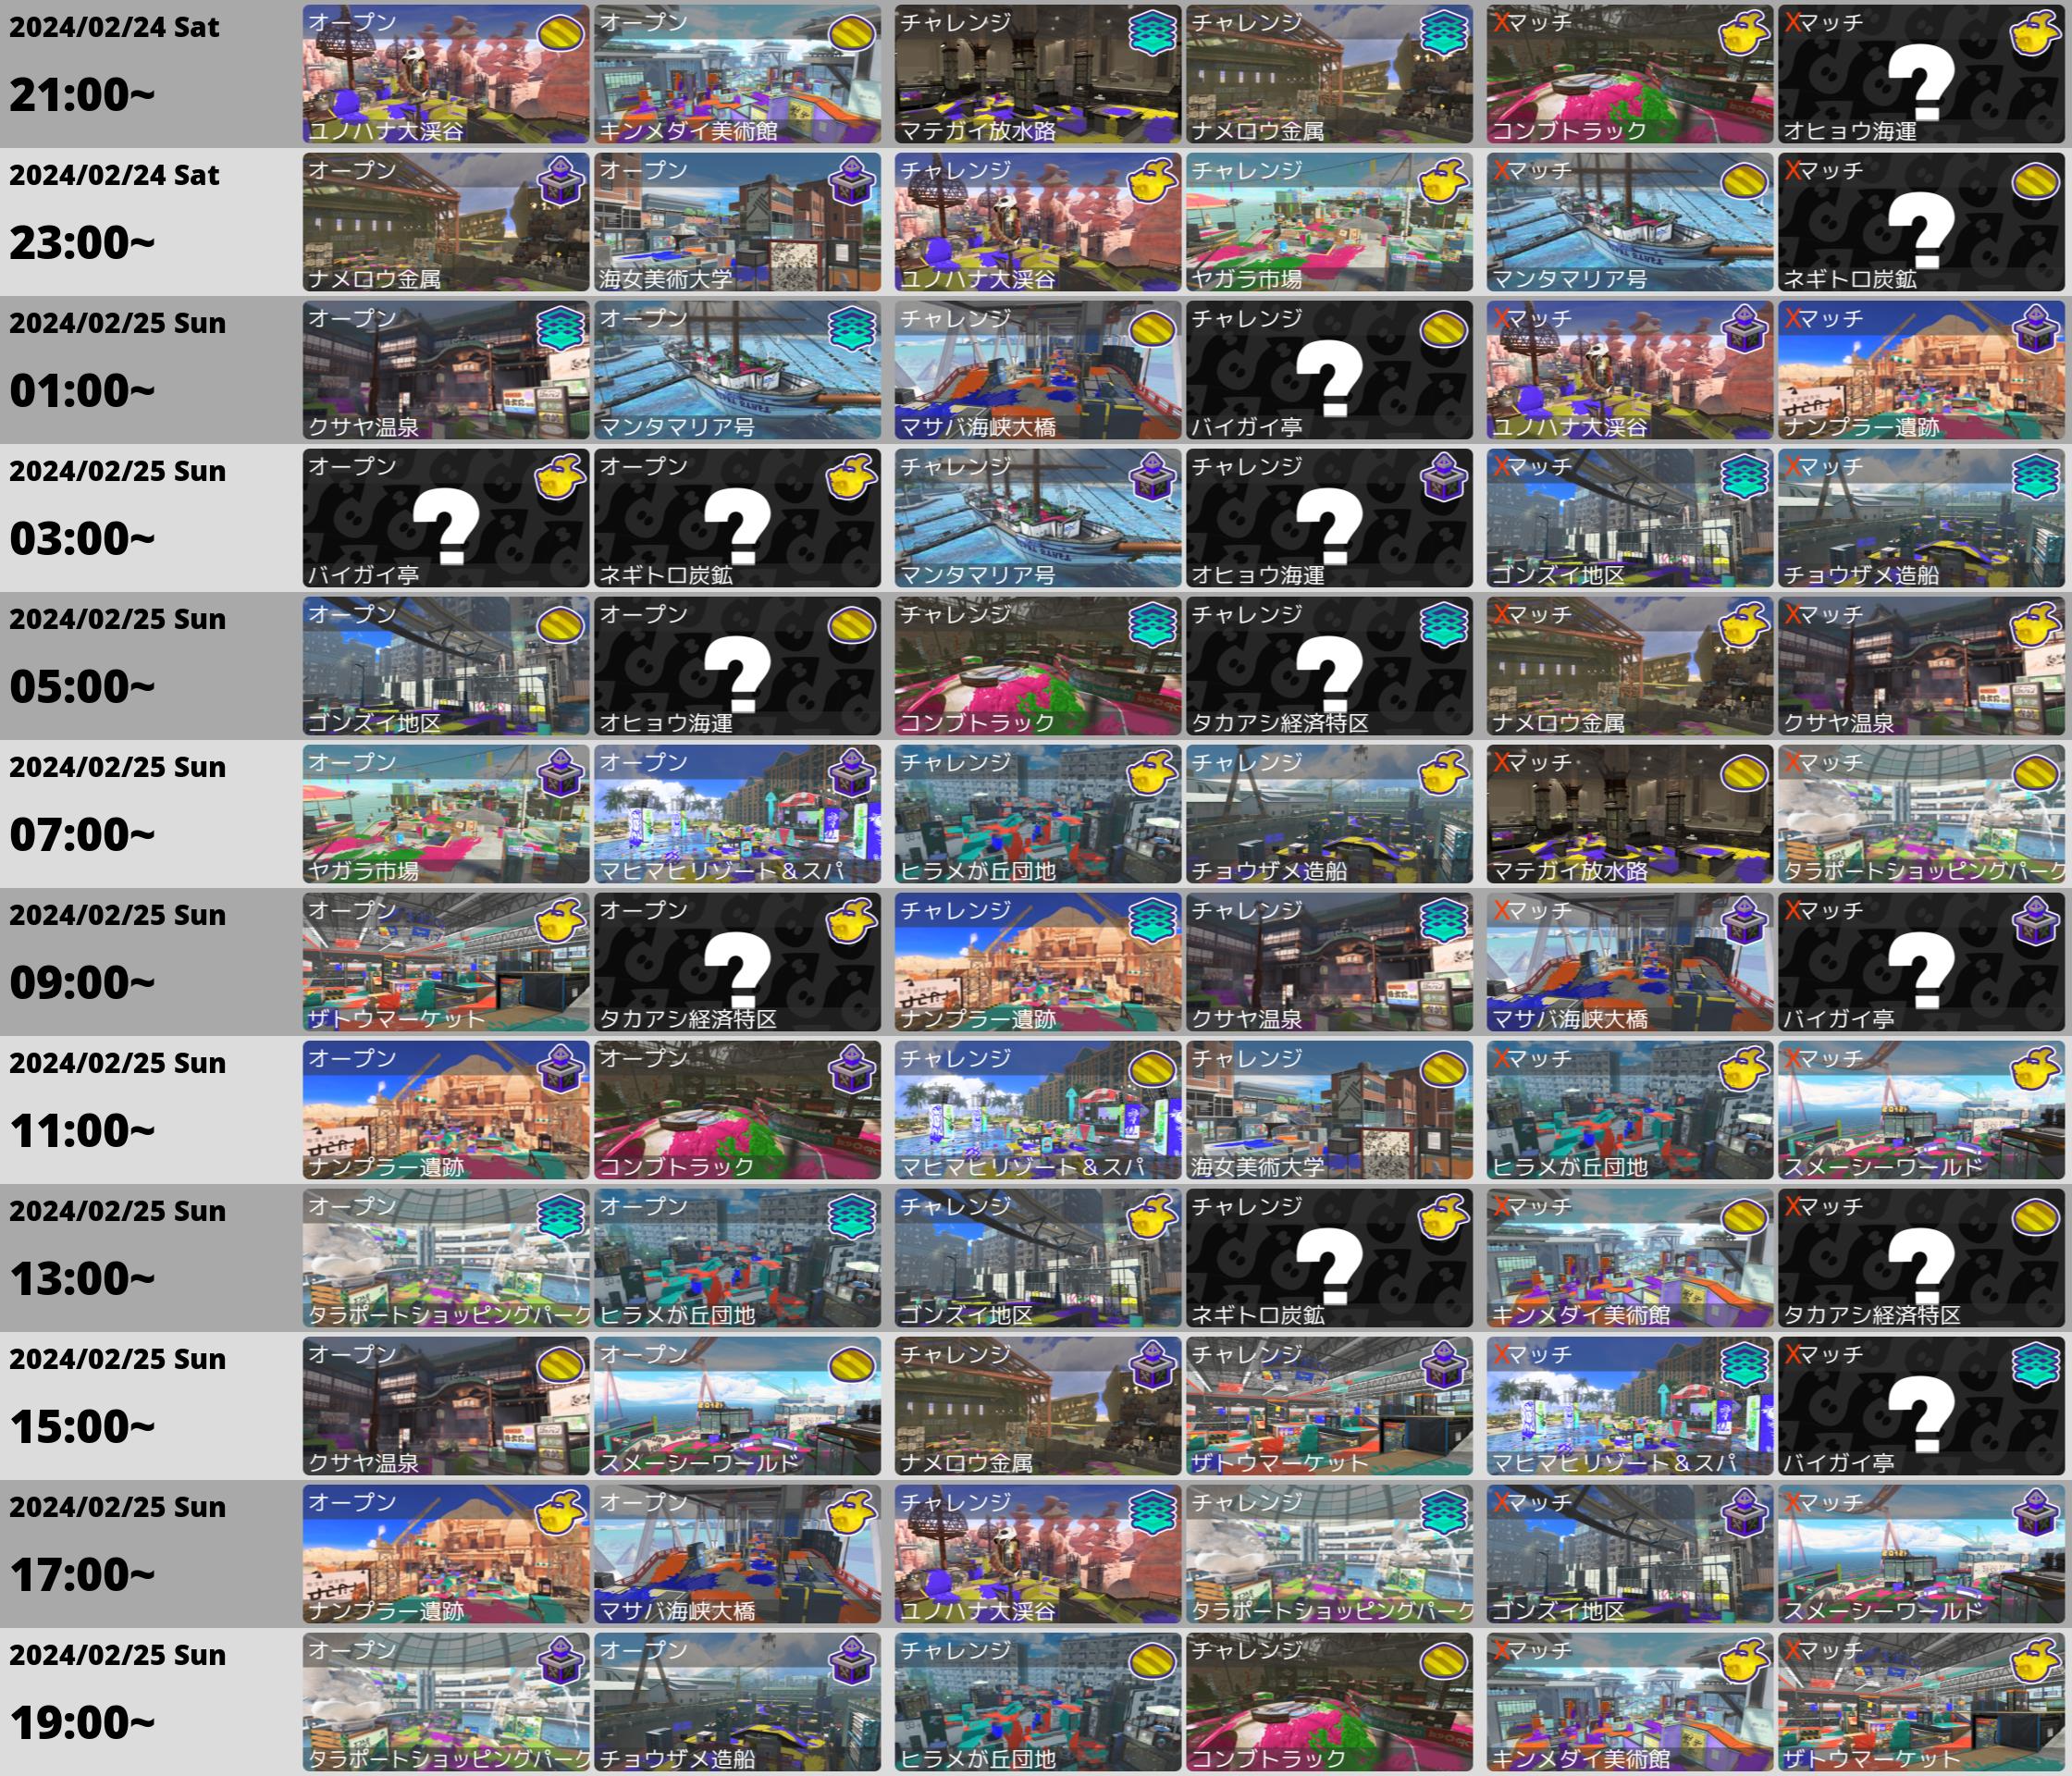 2024/02/24 Sat
21:00~
オープン
ユノハナ大渓谷
オープン
キンメダイ美術館
チャレンジ
マテガイ放水路
チャレンジ
ナメロウ金属
Xマッチ
コンブトラック
Xマッチ
?
オヒョウ海運
2024/02/24 Sat
23:00~
オープン
ナメロウ金属
オープン
海女美術大学
チャレンジ
ユノハナ大渓谷
チャレンジ
ヤガラ市場
Xマッチ
マンタマリア号
Xマッチ
?
ネギトロ炭鉱
2024/02/25 Sun
01:00~
オープン
クサヤ温泉
オープン
マンタマリア号
チャレンジ
マサバ海峡大橋
チャレンジ
?
バイガイ亭
Xマッチ
ユノハナ大渓谷
Xマッチ
ナンプラー遺跡
2024/02/25 Sun
03:00~
オープン
?
バイガイ亭
オープン
?
ネギトロ炭鉱
チャレンジ
マンタマリア号
チャレンジ
?
オヒョウ海運
Xマッチ
ゴンズイ地区
Xマッチ
チョウザメ造船
2024/02/25 Sun
05:00~
オープン
ゴンズイ地区
オープン
?
オヒョウ海運
チャレンジ
コンブトラック
チャレンジ
?
タカアシ経済特区
Xマッチ
ナメロウ金属
Xマッチ
クサヤ温泉
2024/02/25 Sun
07:00~
オープン
ヤガラ市場
オープン
マヒマヒリゾート＆スパ
チャレンジ
ヒラメが丘団地
チャレンジ
チョウザメ造船
Xマッチ
マテガイ放水路
Xマッチ
タラポートショッピングパーク
2024/02/25 Sun
09:00~
オープン
ザトウマーケット
オープン
?
タカアシ経済特区
チャレンジ
ナンプラー遺跡
チャレンジ
クサヤ温泉
Xマッチ
マサバ海峡大橋
Xマッチ
?
バイガイ亭
2024/02/25 Sun
11:00~
オープン
ナンプラー遺跡
オープン
コンブトラック
チャレンジ
マヒマヒリゾート＆スパ
チャレンジ
海女美術大学
Xマッチ
ヒラメが丘団地
Xマッチ
スメーシーワールド
2024/02/25 Sun
13:00~
オープン
タラポートショッピングパーク
オープン
ヒラメが丘団地
チャレンジ
ゴンズイ地区
チャレンジ
?
ネギトロ炭鉱
Xマッチ
キンメダイ美術館
Xマッチ
?
タカアシ経済特区
2024/02/25 Sun
15:00~
オープン
クサヤ温泉
オープン
スメーシーワールド
チャレンジ
ナメロウ金属
チャレンジ
ザトウマーケット
Xマッチ
マヒマヒリゾート＆スパ
Xマッチ
?
バイガイ亭
2024/02/25 Sun
17:00~
オープン
ナンプラー遺跡
オープン
マサバ海峡大橋
チャレンジ
ユノハナ大渓谷
チャレンジ
タラポートショッピングパーク
Xマッチ
ゴンズイ地区
Xマッチ
スメーシーワールド
2024/02/25 Sun
19:00~
オープン
タラポートショッピングパーク
オープン
チョウザメ造船
チャレンジ
ヒラメが丘団地
チャレンジ
コンブトラック
Xマッチ
キンメダイ美術館
Xマッチ
ザトウマーケット